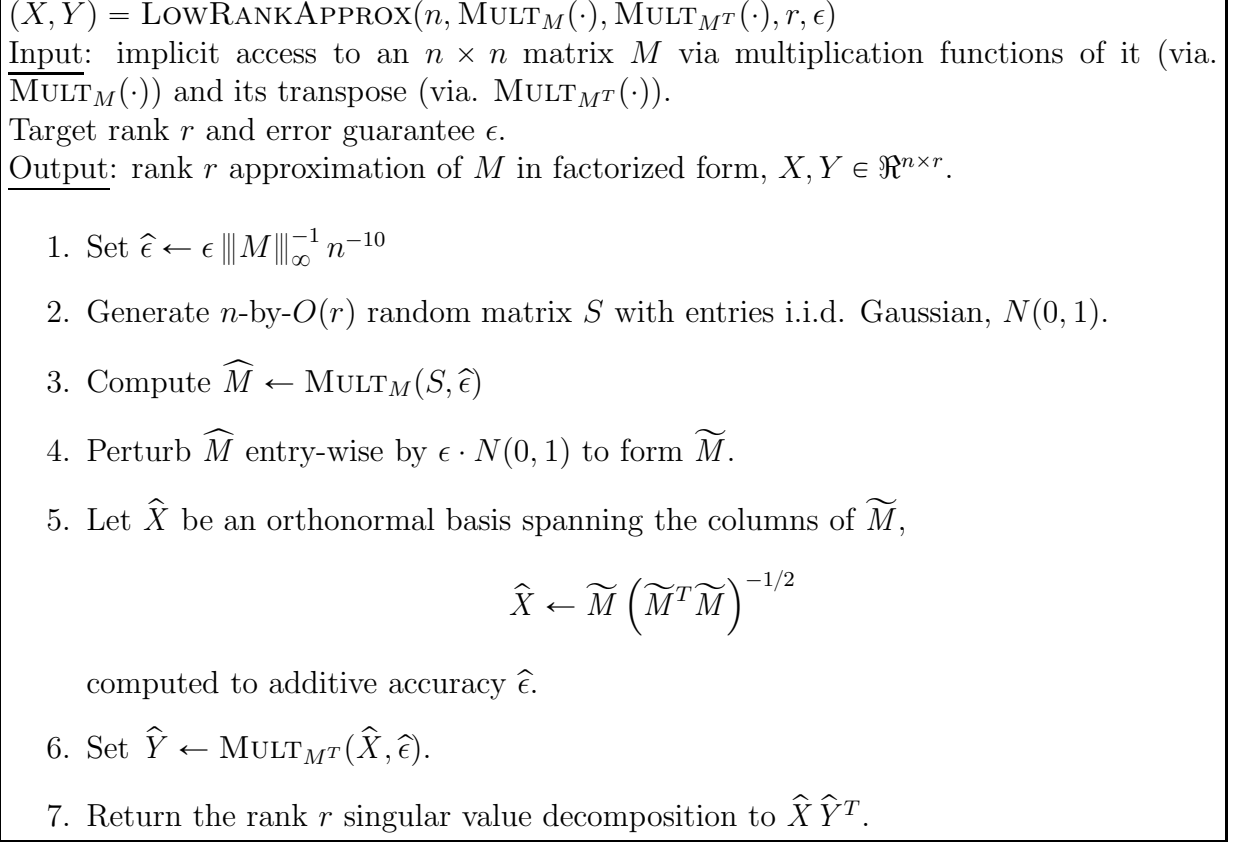 (X, Y) = LOWRANKAPPROX(n, MULT_M(·), MULT_{M^T}(·), r, ϵ)
Input: implicit access to an n × n matrix M via multiplication functions of it (via.
MULT_M(·)) and its transpose (via. MULT_{M^T}(·)).
Target rank r and error guarantee ϵ.
Output: rank r approximation of M in factorized form, X, Y ∈ ℜ^{n×r}.
1. Set ϵ̂ ← ϵ |||M|||_∞^{-1} n^{-10}
2. Generate n-by-O(r) random matrix S with entries i.i.d. Gaussian, N(0, 1).
3. Compute M̂ ← MULT_M(S, ϵ̂)
4. Perturb M̂ entry-wise by ϵ · N(0, 1) to form M̃.
5. Let X̂ be an orthonormal basis spanning the columns of M̃,
X̂ ← M̃ (M̃^T M̃)^{-1/2}
computed to additive accuracy ϵ̂.
6. Set Ŷ ← MULT_{M^T}(X̂, ϵ̂).
7. Return the rank r singular value decomposition to X̂ Ŷ^T.